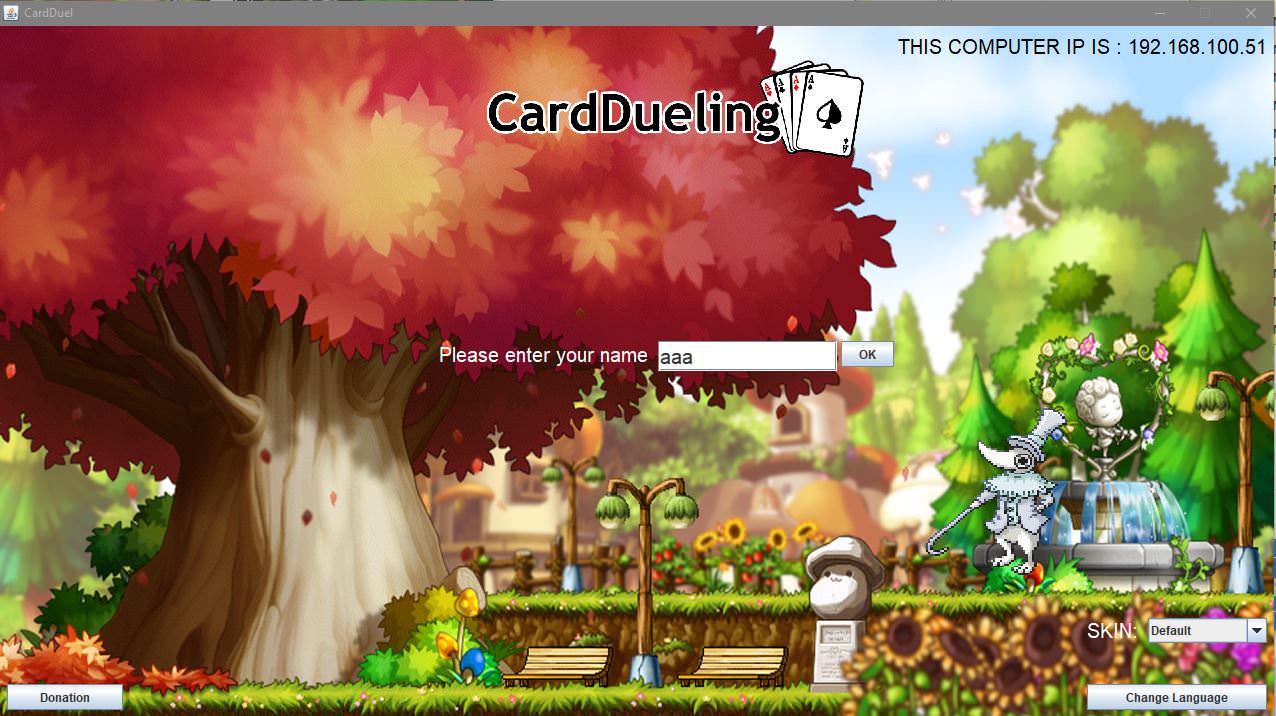 CardDuel
THIS COMPUTER IP IS : 192.168.100.51
CardDueling
A A A A
A
Please enter your name aaa OK
SKIN: Default
Donation
Change Language